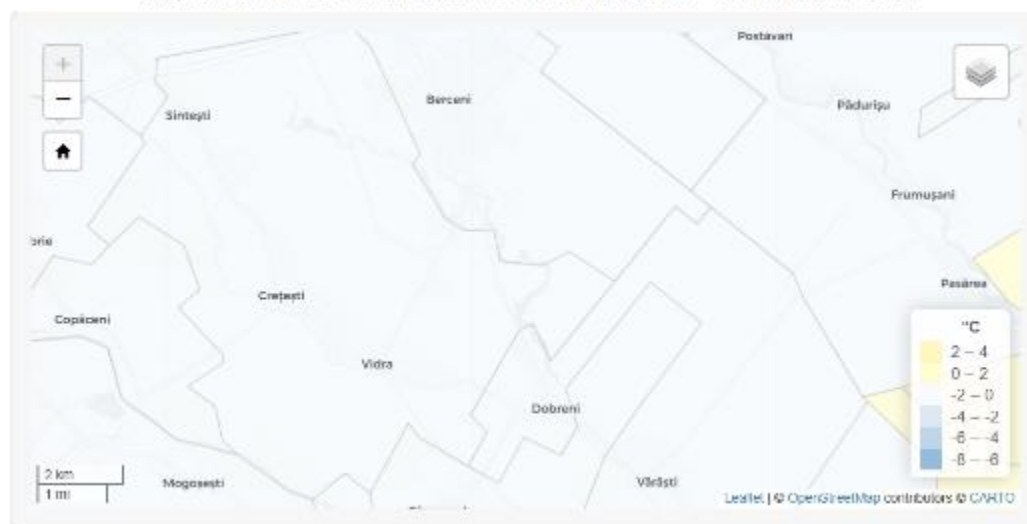 Postăvari
+
−
Berceni
Sintești
Pădurișu
Frumușani
Pasărea
Crețești
Copăceni
°C
2 – 4
0 – 2
-2 – 0
-4 – -2
-6 – -4
-8 – -6
Vidra
Dobreni
2 km
1 mi
Mogoșești
Vărăști
Leaflet | © OpenStreetMap contributors © CARTO